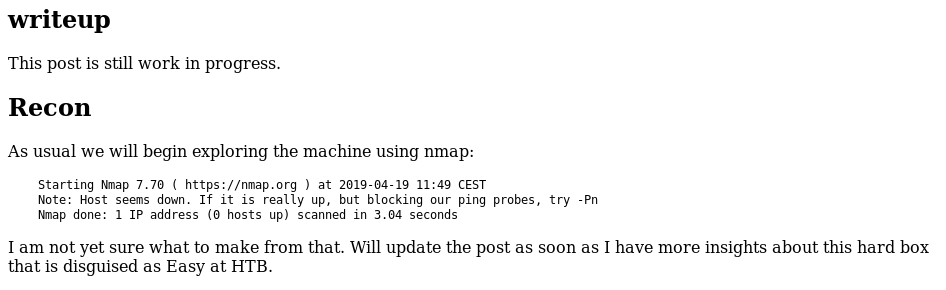 writeup
This post is still work in progress.
Recon
As usual we will begin exploring the machine using nmap:
Starting Nmap 7.70 ( https://nmap.org ) at 2019-04-19 11:49 CEST
Note: Host seems down. If it is really up, but blocking our ping probes, try -Pn
Nmap done: 1 IP address (0 hosts up) scanned in 3.04 seconds
I am not yet sure what to make from that. Will update the post as soon as I have more insights about this hard box
that is disguised as Easy at HTB.